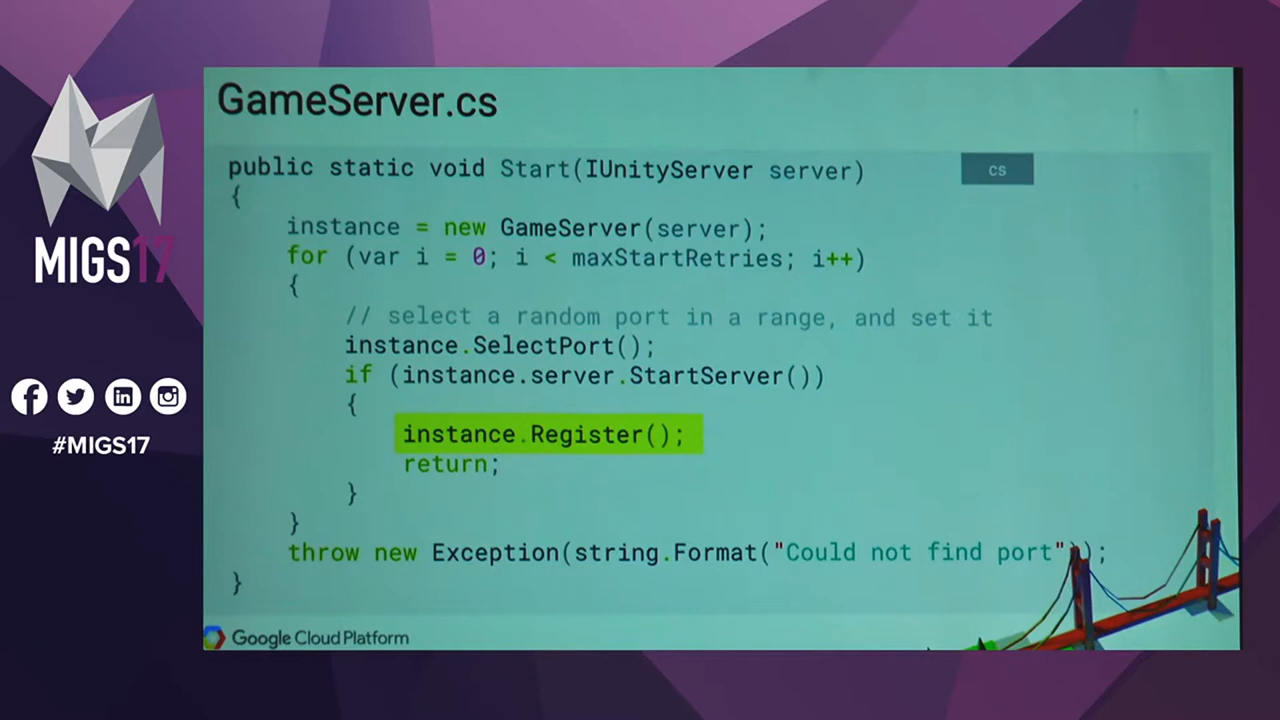 GameServer.cs
public static void Start(IUnityServer server)
cs
{
instance = new GameServer(server);
for (var i = 0; i < maxStartRetries; i++)
{
// select a random port in a range, and set it
instance.SelectPort();
if (instance.server.StartServer())
{
instance.Register();
return;
}
}
throw new Exception(string.Format("Could not find port"));
}
Google Cloud Platform
MIGS17
#MIGS17